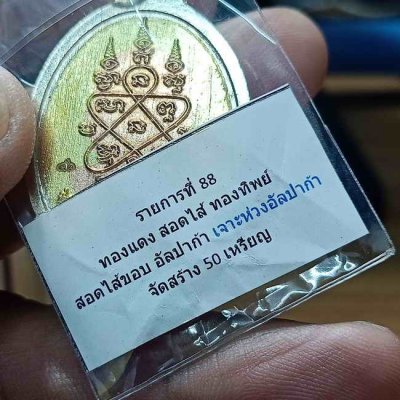 รายการที่ 88
ทองแดง สอดไส้ ทองทิพย์
สอดไส้ขอบ อัลปาก้า เจาะห่วงอัลปาก้า
จัดสร้าง 50 เหรียญ